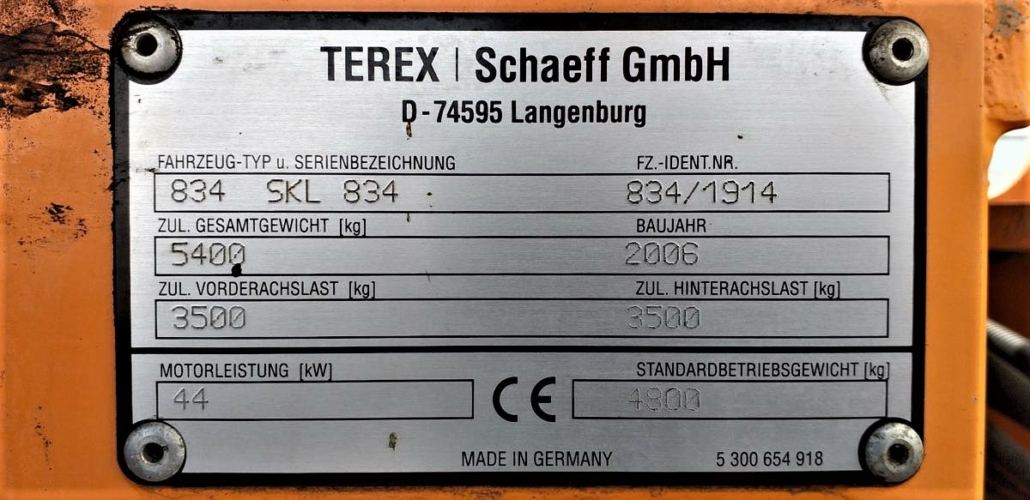 TEREX | Schaeff GmbH
D-74595 Langenburg
FAHRZEUG-TYP u. SERIENBEZEICHNUNG FZ.-IDENT.NR.
834 SKL 834 834/1914
ZUL. GESAMTGEWICHT [kg] BAUJAHR
5400 2006
ZUL. VORDERACHSLAST [kg] ZUL. HINTERACHSLAST [kg]
3500 3500
MOTORLEISTUNG [kW] STANDARDBETRIEBSGEWICHT [kg]
44 CE 4800
MADE IN GERMANY 5 300 654 918